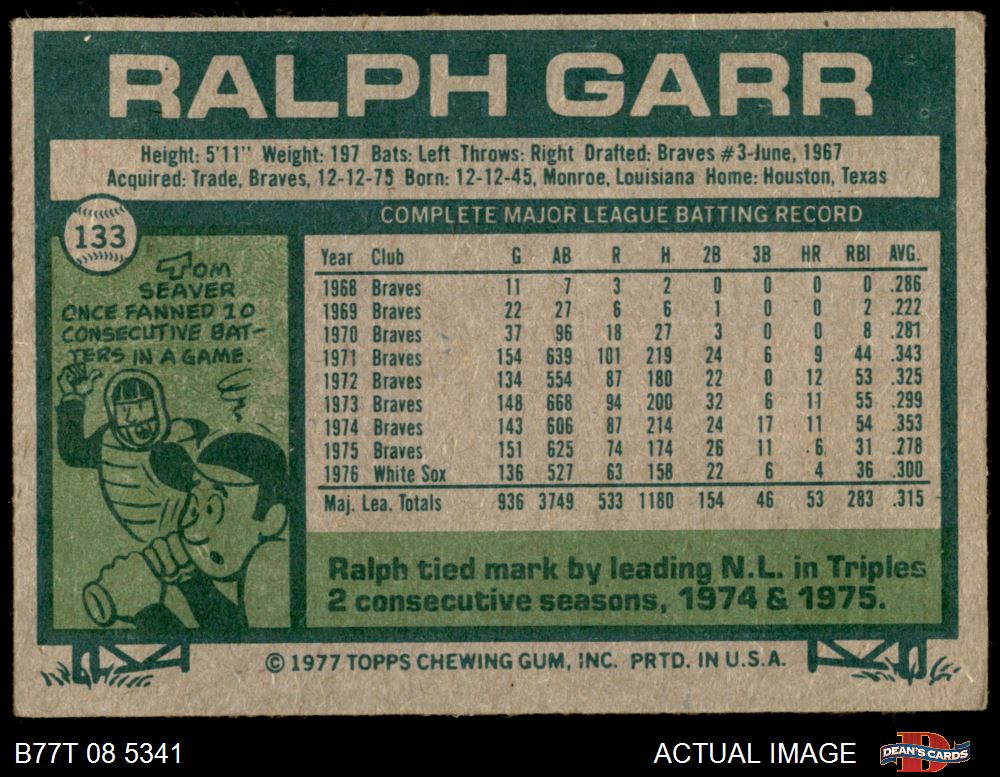 RALPH GARR
Height: 5'11" Weight: 197 Bats: Left Throws: Right Drafted: Braves #3-June, 1967
Acquired: Trade, Braves, 12-12-75 Born: 12-12-45, Monroe, Louisiana Home: Houston, Texas
133
COMPLETE MAJOR LEAGUE BATTING RECORD
TOM
SEAVER
ONCE FANNED 10
CONSECUTIVE BAT-
TERS IN A GAME.
Year Club G AB R H 2B 3B HR RBI AVG.
1968 Braves 11 7 3 2 0 0 0 0 .286
1969 Braves 22 27 6 6 1 0 0 2 .222
1970 Braves 37 96 18 27 3 0 0 8 .281
1971 Braves 154 639 101 219 24 6 9 44 .343
1972 Braves 134 554 87 180 22 0 12 53 .325
1973 Braves 148 668 94 200 32 6 11 55 .299
1974 Braves 143 606 87 214 24 17 11 54 .353
1975 Braves 151 625 74 174 26 11 6 31 .278
1976 White Sox 136 527 63 158 22 6 4 36 .300
Maj. Lea. Totals 936 3749 533 1180 154 46 53 283 .315
Ralph tied mark by leading N.L. in Triples
2 consecutive seasons, 1974 & 1975.
© 1977 TOPPS CHEWING GUM, INC. PRTD. IN U.S.A.
B77T 08 5341
ACTUAL IMAGE
DEAN'S CARDS